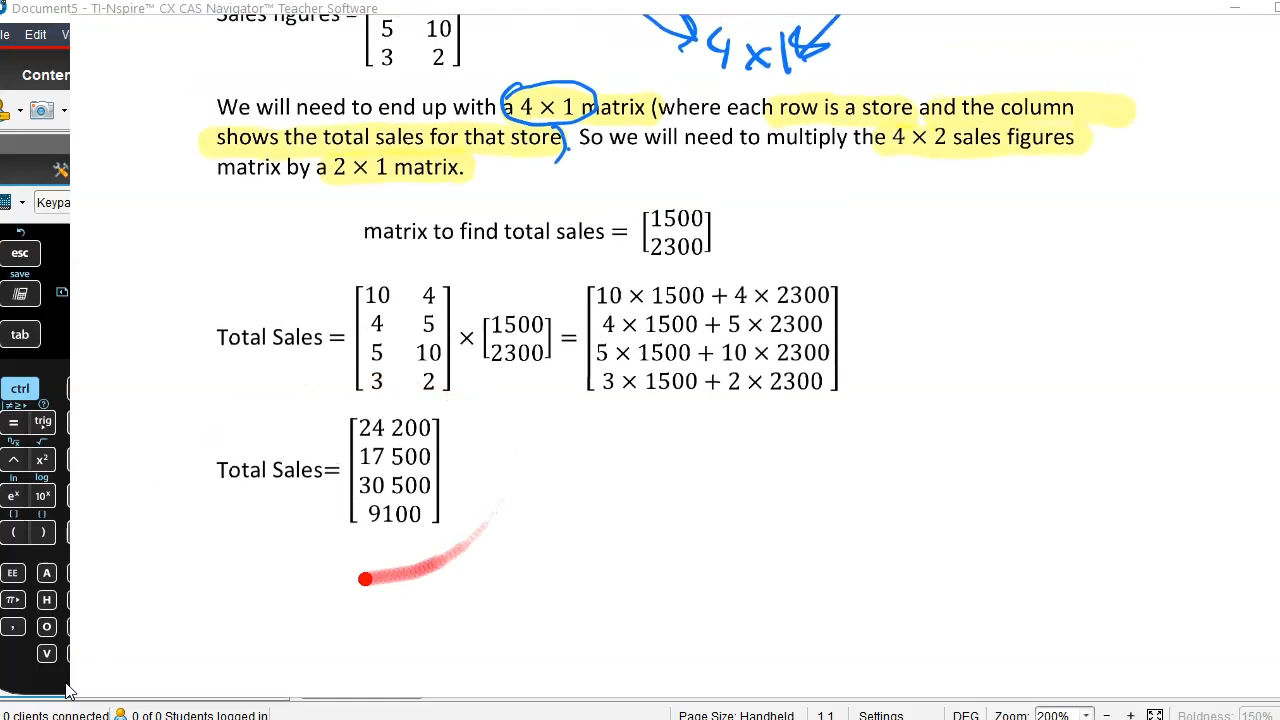 Document5 - TI-Nspire™ CX CAS Navigator™ Teacher Software
Sales figures =
5 10
3 2
4 x 1
le Edit V
Conten
We will need to end up with a 4 × 1 matrix (where each row is a store and the column
shows the total sales for that store). So we will need to multiply the 4 × 2 sales figures
matrix by a 2 × 1 matrix.
Keypa
matrix to find total sales = [1500
2300]
esc
save
tab
ctrl
= trig
^ x²
ln log
eˣ 10ˣ
[ ] { }
( )
EE A
π▸ H
, O
V
Total Sales = [10 4
4 5
5 10
3 2] × [1500
2300] = [10 × 1500 + 4 × 2300
4 × 1500 + 5 × 2300
5 × 1500 + 10 × 2300
3 × 1500 + 2 × 2300]
Total Sales= [24 200
17 500
30 500
9100]
0 clients connected 0 of 0 Students logged in Page Size: Handheld 1.1 Settings DEG Zoom: 200% − + Boldness: 150%